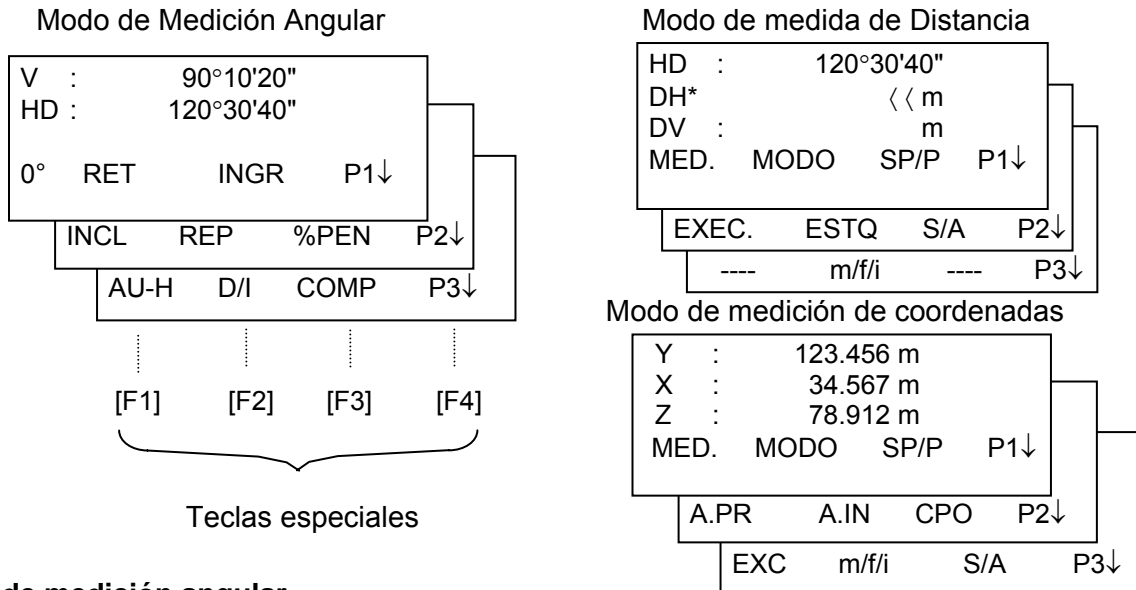 Modo de Medición Angular
V : 90°10'20"
HD : 120°30'40"
0° RET INGR P1↓
INCL REP %PEN P2↓
AU-H D/I COMP P3↓
[F1] [F2] [F3] [F4]
Teclas especiales
Modo de medida de Distancia
HD : 120°30'40"
DH* 〈〈 m
DV : m
MED. MODO SP/P P1↓
EXEC. ESTQ S/A P2↓
---- m/f/i ---- P3↓
Modo de medición de coordenadas
Y : 123.456 m
X : 34.567 m
Z : 78.912 m
MED. MODO SP/P P1↓
A.PR A.IN CPO P2↓
EXC m/f/i S/A P3↓
de medición angular